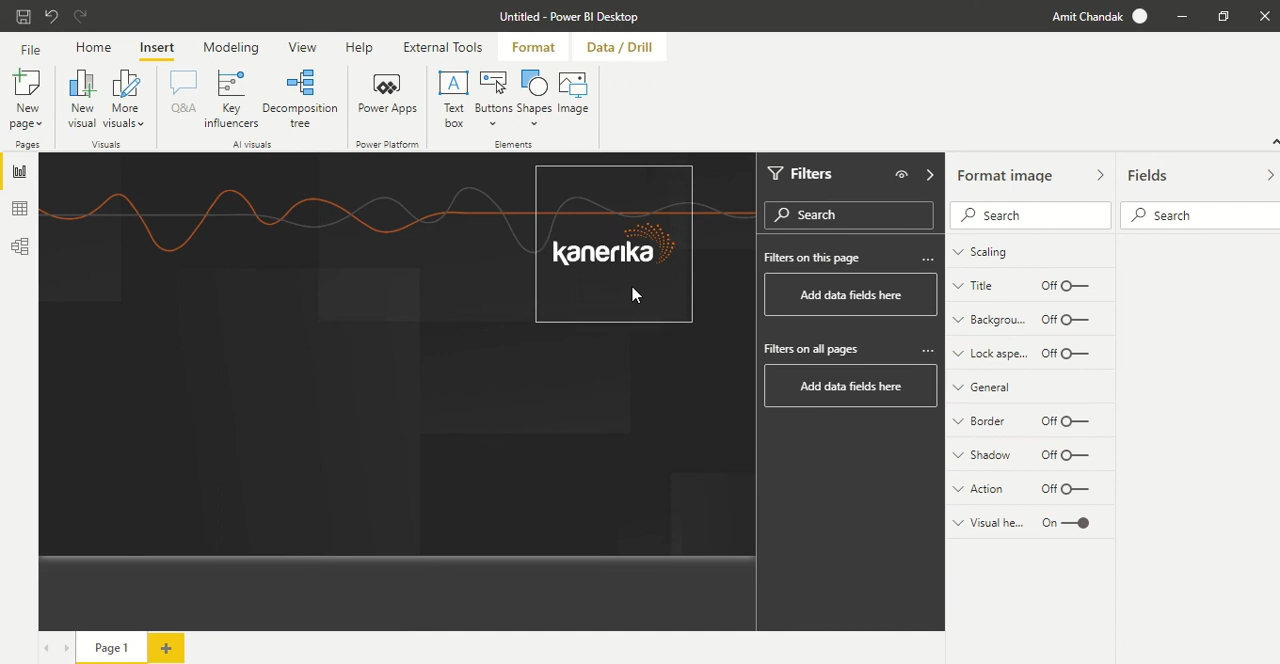 Untitled - Power BI Desktop
Amit Chandak
File
Home
Insert
Modeling
View
Help
External Tools
Format
Data / Drill
New
page
New
visual
More
visuals
Q&A
Key
influencers
Decomposition
tree
Power Apps
Text
box
Buttons
Shapes
Image
Pages
Visuals
AI visuals
Power Platform
Elements
kanerika
Filters
Search
Filters on this page
...
Add data fields here
Filters on all pages
...
Add data fields here
Format image
Search
Scaling
Title Off
Backgrou... Off
Lock aspe... Off
General
Border Off
Shadow Off
Action Off
Visual he... On
Fields
Search
Page 1